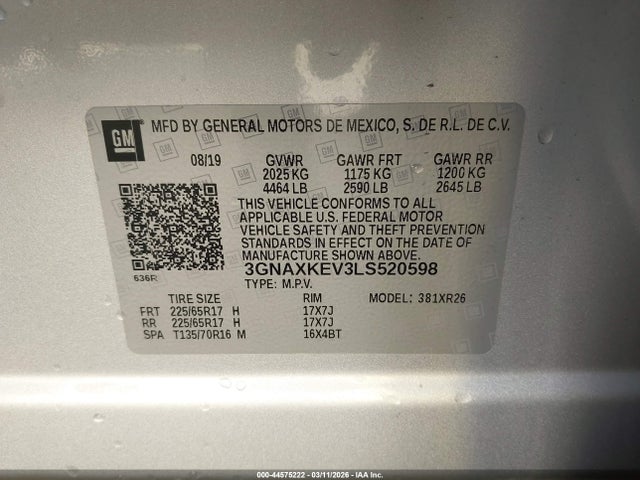 GM
MFD BY GENERAL MOTORS DE MEXICO, S. DE R.L. DE C.V.
08/19 GVWR GAWR FRT GAWR RR
2025 KG 1175 KG 1200 KG
4464 LB 2590 LB 2645 LB
THIS VEHICLE CONFORMS TO ALL
APPLICABLE U.S. FEDERAL MOTOR
VEHICLE SAFETY AND THEFT PREVENTION
STANDARDS IN EFFECT ON THE DATE OF
MANUFACTURE SHOWN ABOVE.
3GNAXKEV3LS520598
636R
TYPE: M.P.V.
TIRE SIZE RIM MODEL: 381XR26
FRT 225/65R17 H 17X7J
RR 225/65R17 H 17X7J
SPA T135/70R16 M 16X4BT
000-44575222 - 03/11/2026 - IAA Inc.